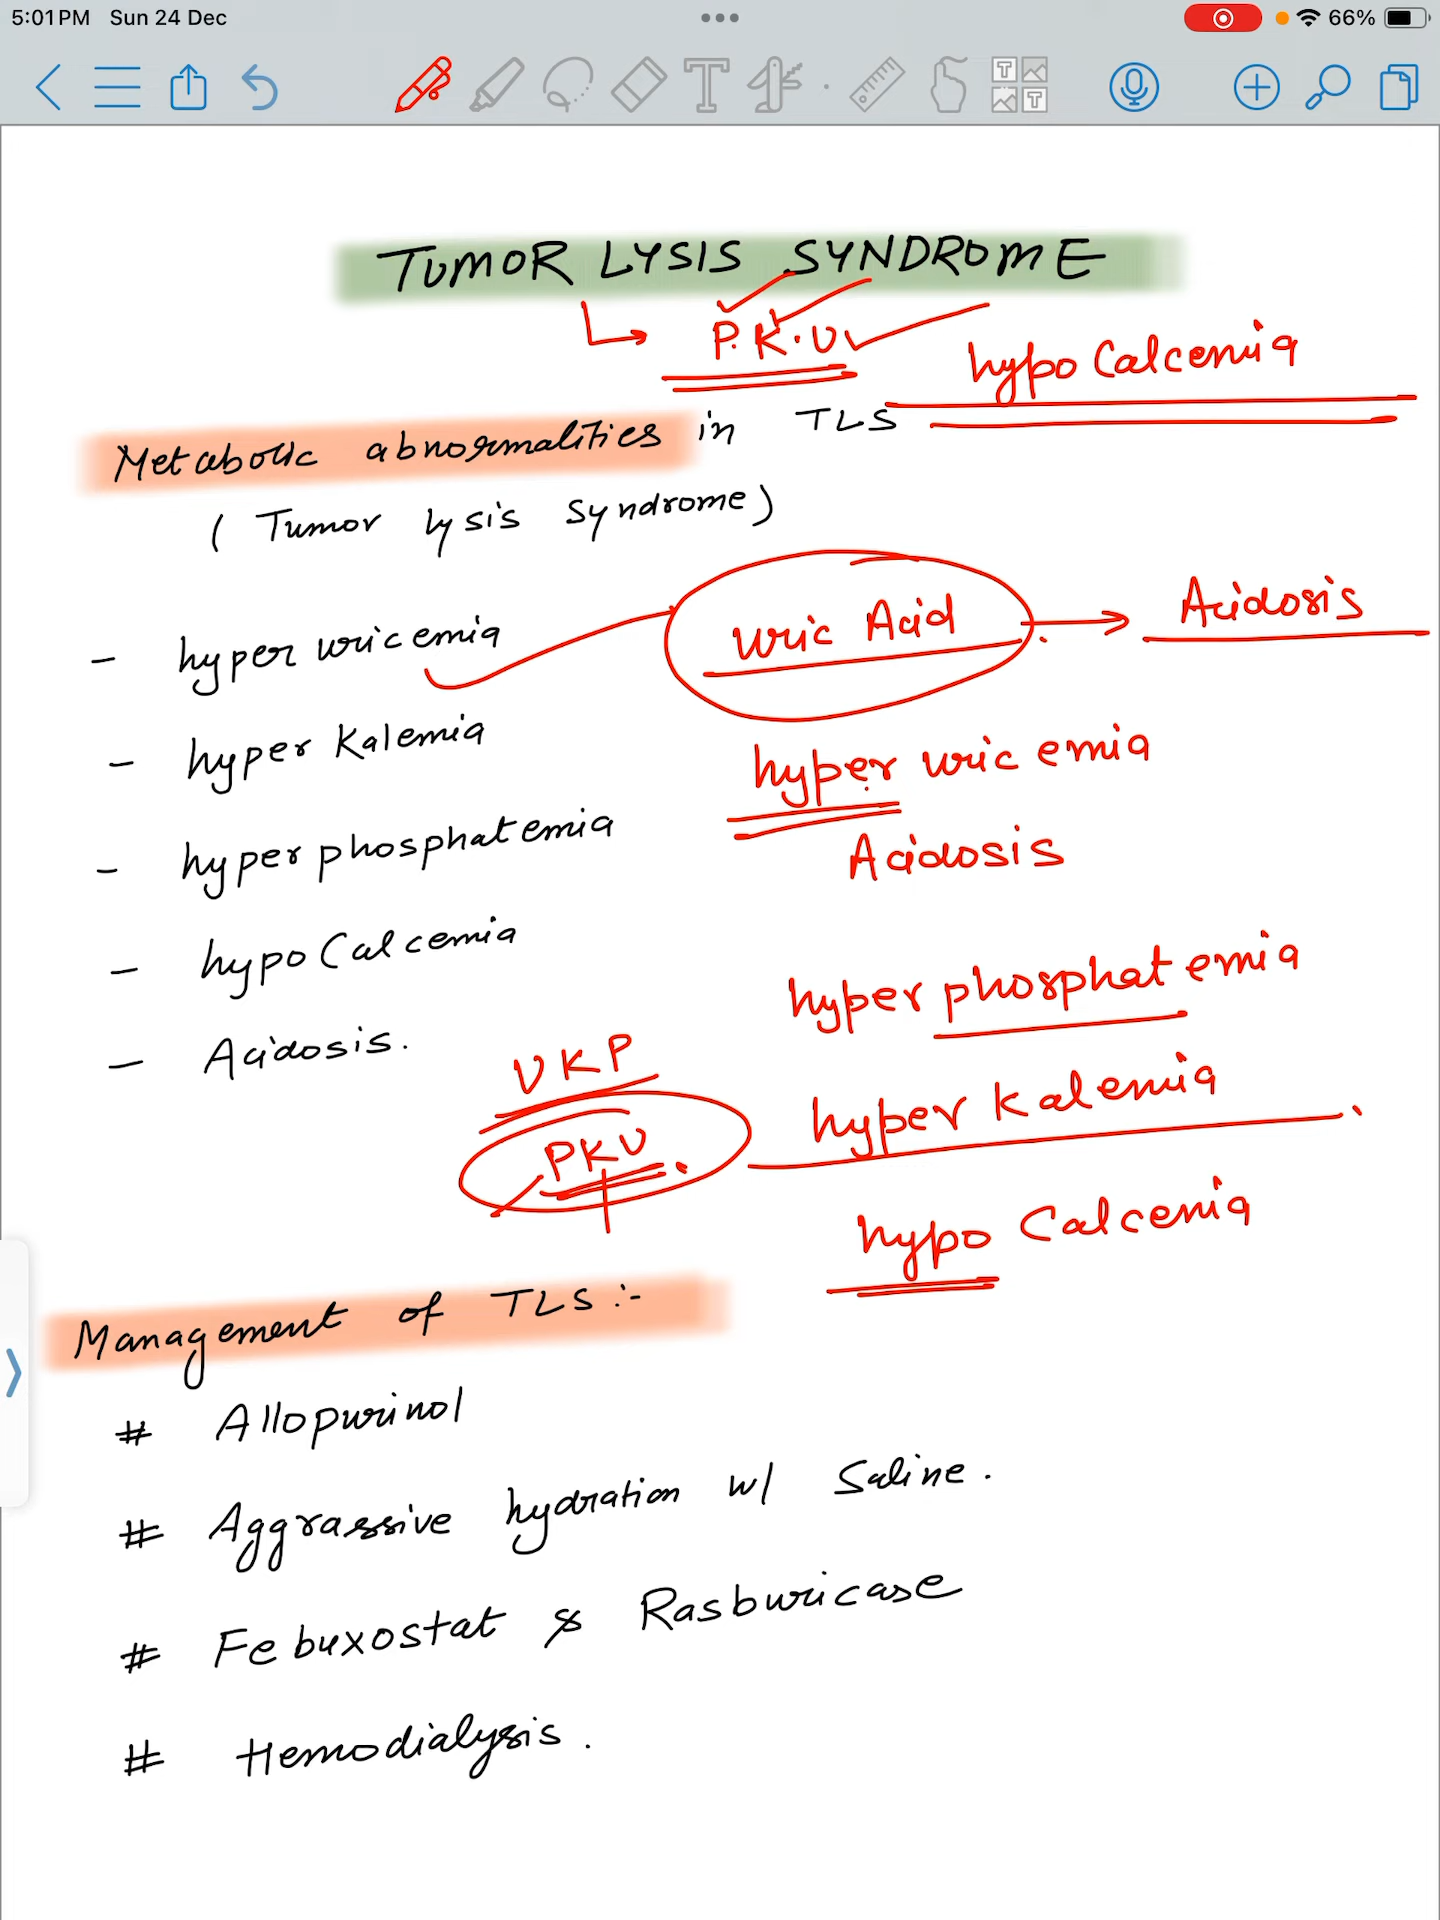 5:01 PM Sun 24 Dec
66%
TUMOR LYSIS SYNDROME
P.K.U
hypo Calcemia
Metabolic abnormalities in TLS
( Tumor lysis Syndrome)
- hyper uricemia
Uric Acid → Acidosis
- hyper Kalemia
hyper uricemia
- hyper phosphatemia
Acidosis
- hypo Calcemia
hyper phosphatemia
- Acidosis.
UKP
hyper Kalemia
PKU.
hypo Calcemia
Management of TLS :-
# Allopurinol
# Aggrassive hydration w/ Saline.
# Febuxostat & Rasburicase
# Hemodialysis.